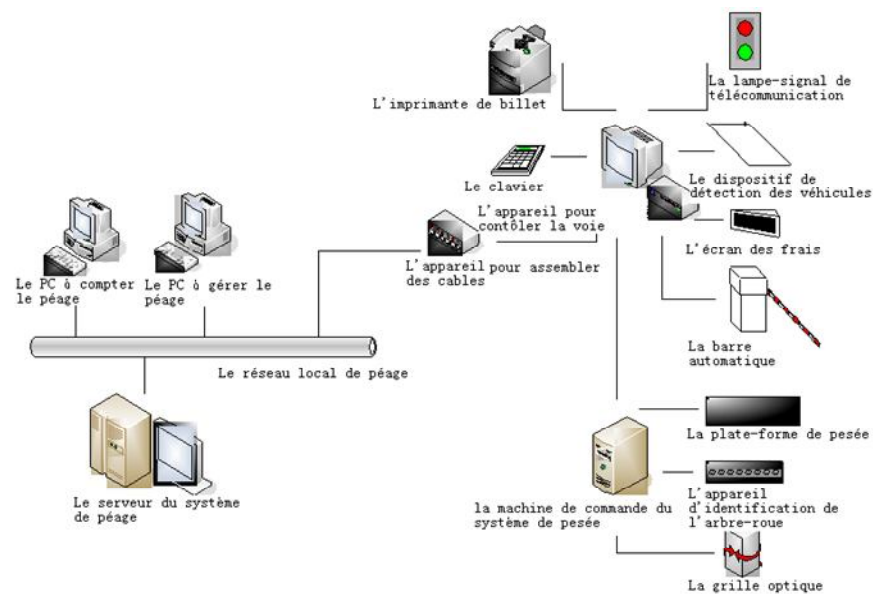 L'imprimante de billet
La lampe-signal de
télécommunication
Le clavier
Le dispositif de
détection des véhicules
L'appareil pour
contôler la voie
L'écran des frais
L'appareil pour assembler
des cables
Le PC à compter
le péage
Le PC à gérer le
péage
La barre
automatique
Le réseau local de péage
La plate-forme de pesée
Le serveur du système
de péage
la machine de commande du
système de pesée
L'appareil
d'identification de
l'arbre-roue
La grille optique